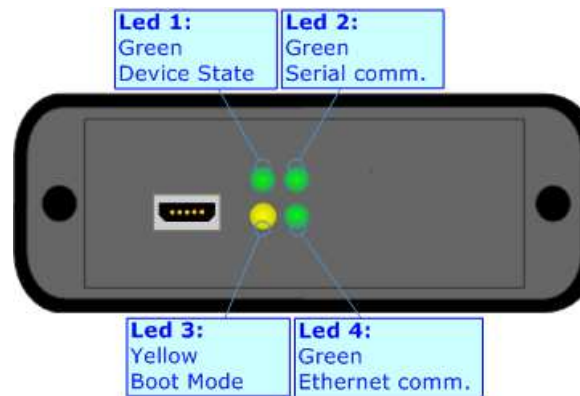 Led 1:
Green
Device State
Led 2:
Green
Serial comm.
Led 3:
Yellow
Boot Mode
Led 4:
Green
Ethernet comm.